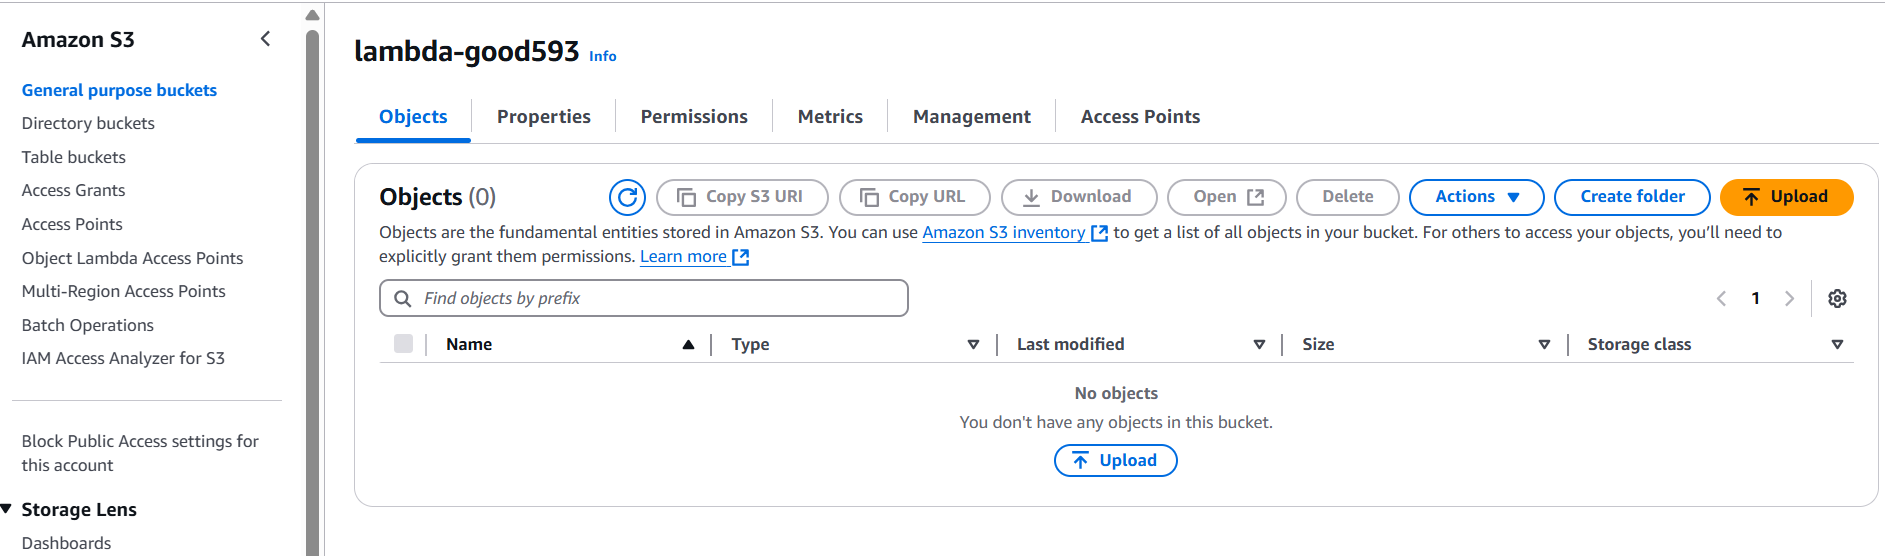 Amazon S3
General purpose buckets
Directory buckets
Table buckets
Access Grants
Access Points
Object Lambda Access Points
Multi-Region Access Points
Batch Operations
IAM Access Analyzer for S3
Block Public Access settings for
this account
Storage Lens
Dashboards
lambda-good593 Info
Objects Properties Permissions Metrics Management Access Points
Objects (0) Copy S3 URI Copy URL Download Open Delete Actions Create folder Upload
Objects are the fundamental entities stored in Amazon S3. You can use Amazon S3 inventory to get a list of all objects in your bucket. For others to access your objects, you’ll need to
explicitly grant them permissions. Learn more
Find objects by prefix 1
Name Type Last modified Size Storage class
No objects
You don't have any objects in this bucket.
Upload